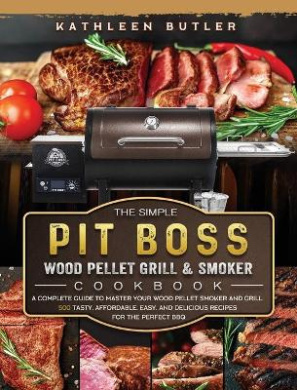 KATHLEEN BUTLER
THE SIMPLE
PIT BOSS
WOOD PELLET GRILL & SMOKER
COOKBOOK
A COMPLETE GUIDE TO MASTER YOUR WOOD PELLET SMOKER AND GRILL.
500 TASTY, AFFORDABLE, EASY, AND DELICIOUS RECIPES
FOR THE PERFECT BBQ